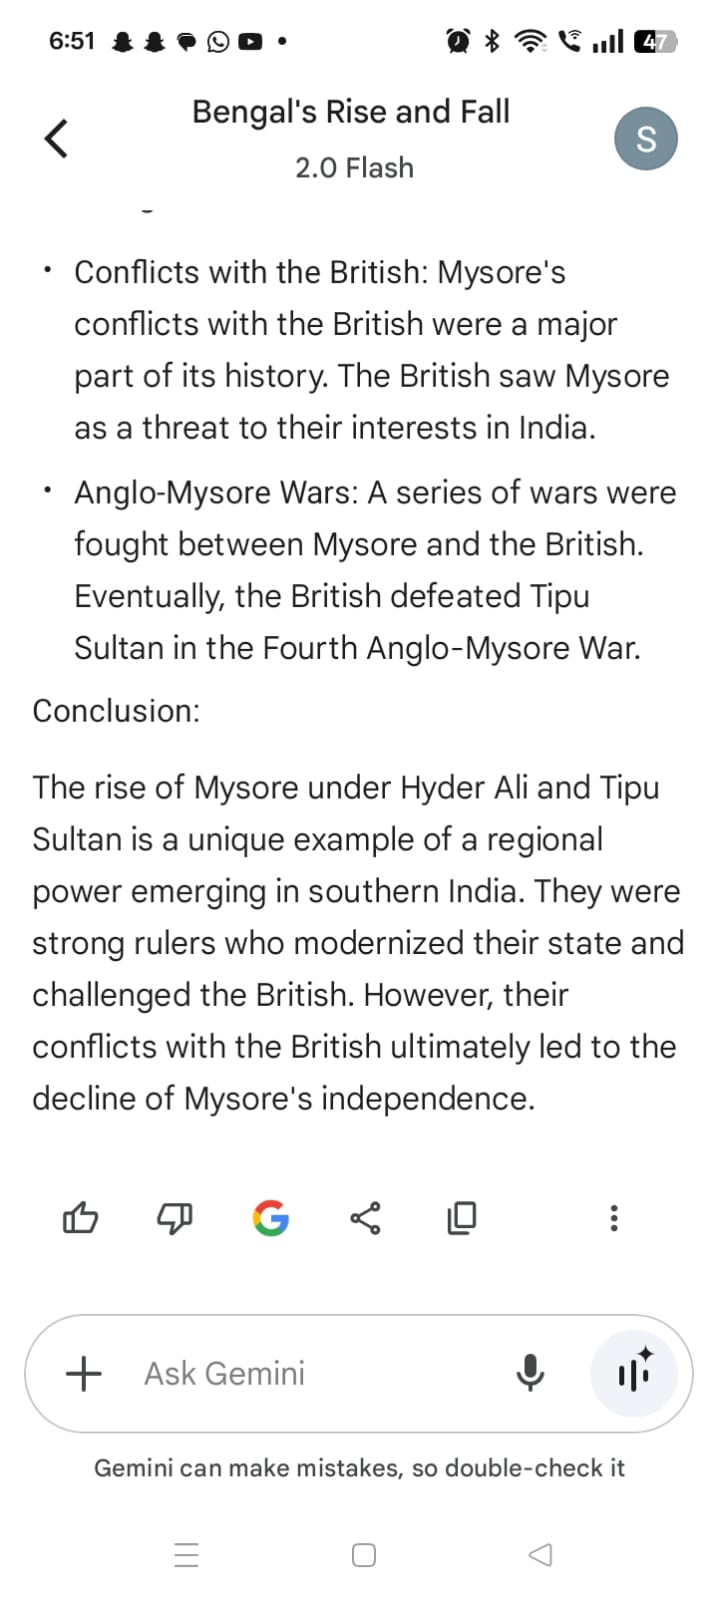 6:51
47
Bengal's Rise and Fall
S
2.0 Flash
• Conflicts with the British: Mysore's
conflicts with the British were a major
part of its history. The British saw Mysore
as a threat to their interests in India.
• Anglo-Mysore Wars: A series of wars were
fought between Mysore and the British.
Eventually, the British defeated Tipu
Sultan in the Fourth Anglo-Mysore War.
Conclusion:
The rise of Mysore under Hyder Ali and Tipu
Sultan is a unique example of a regional
power emerging in southern India. They were
strong rulers who modernized their state and
challenged the British. However, their
conflicts with the British ultimately led to the
decline of Mysore's independence.
Ask Gemini
Gemini can make mistakes, so double-check it